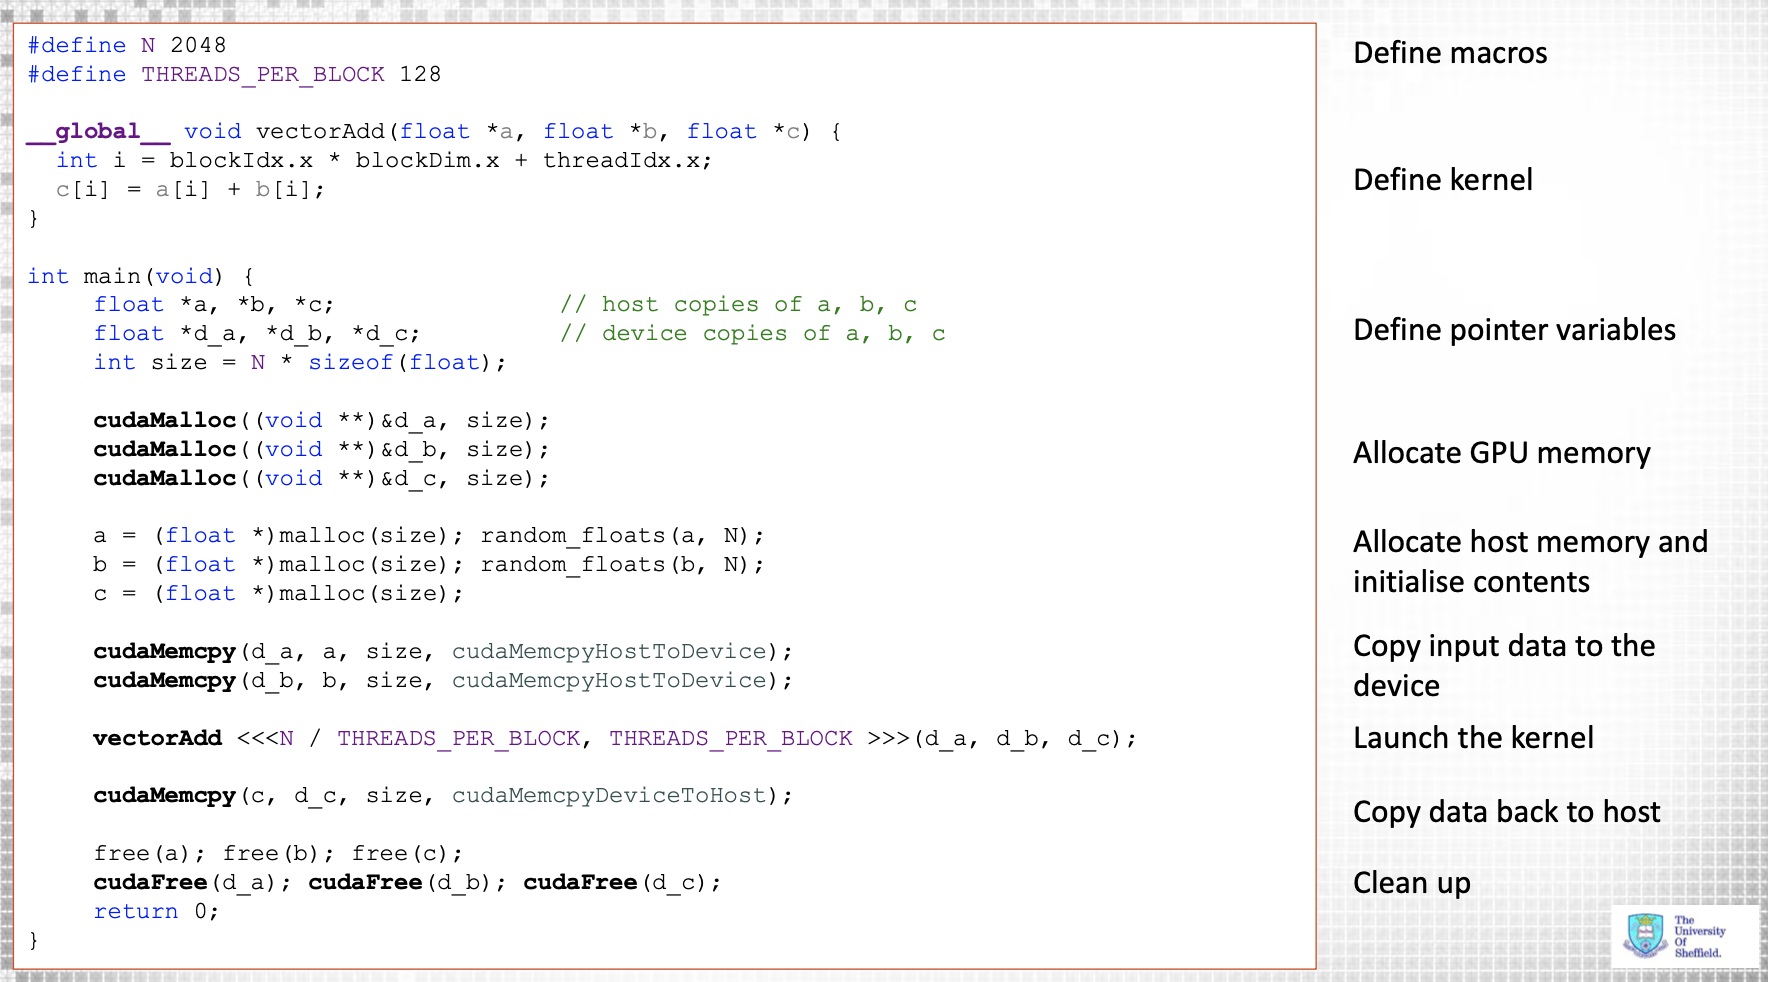 #define N 2048
#define THREADS_PER_BLOCK 128
__global__ void vectorAdd(float *a, float *b, float *c) {
int i = blockIdx.x * blockDim.x + threadIdx.x;
c[i] = a[i] + b[i];
}
int main(void) {
float *a, *b, *c; // host copies of a, b, c
float *d_a, *d_b, *d_c; // device copies of a, b, c
int size = N * sizeof(float);
cudaMalloc((void **)&d_a, size);
cudaMalloc((void **)&d_b, size);
cudaMalloc((void **)&d_c, size);
a = (float *)malloc(size); random_floats(a, N);
b = (float *)malloc(size); random_floats(b, N);
c = (float *)malloc(size);
cudaMemcpy(d_a, a, size, cudaMemcpyHostToDevice);
cudaMemcpy(d_b, b, size, cudaMemcpyHostToDevice);
vectorAdd <<<N / THREADS_PER_BLOCK, THREADS_PER_BLOCK >>>(d_a, d_b, d_c);
cudaMemcpy(c, d_c, size, cudaMemcpyDeviceToHost);
free(a); free(b); free(c);
cudaFree(d_a); cudaFree(d_b); cudaFree(d_c);
return 0;
}
Define macros
Define kernel
Define pointer variables
Allocate GPU memory
Allocate host memory and
initialise contents
Copy input data to the
device
Launch the kernel
Copy data back to host
Clean up
The
University
Of
Sheffield.